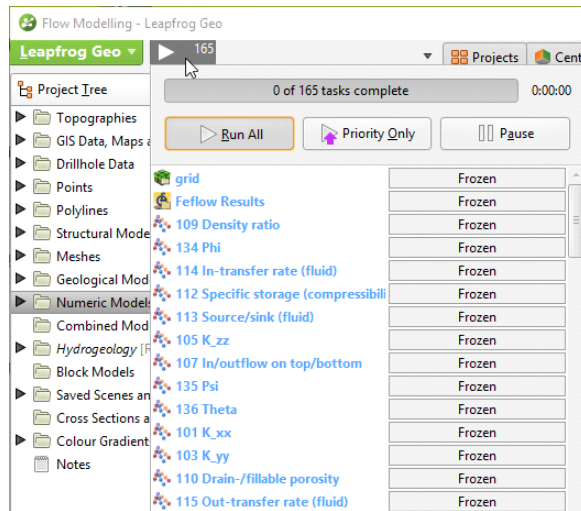 Flow Modelling - Leapfrog Geo
Leapfrog Geo
165
Projects
Cent
Project Tree
0 of 165 tasks complete
0:00:00
Run All
Priority Only
Pause
Topographies
GIS Data, Maps a
Drillhole Data
Points
Polylines
Structural Mode
Meshes
Geological Mod
Numeric Models
Combined Mod
Hydrogeology [R
Block Models
Saved Scenes an
Cross Sections a
Colour Gradient
Notes
grid Frozen
Feflow Results Frozen
109 Density ratio Frozen
134 Phi Frozen
114 In-transfer rate (fluid) Frozen
112 Specific storage (compressibili Frozen
113 Source/sink (fluid) Frozen
105 K_zz Frozen
107 In/outflow on top/bottom Frozen
135 Psi Frozen
136 Theta Frozen
101 K_xx Frozen
103 K_yy Frozen
110 Drain-/fillable porosity Frozen
115 Out-transfer rate (fluid) Frozen